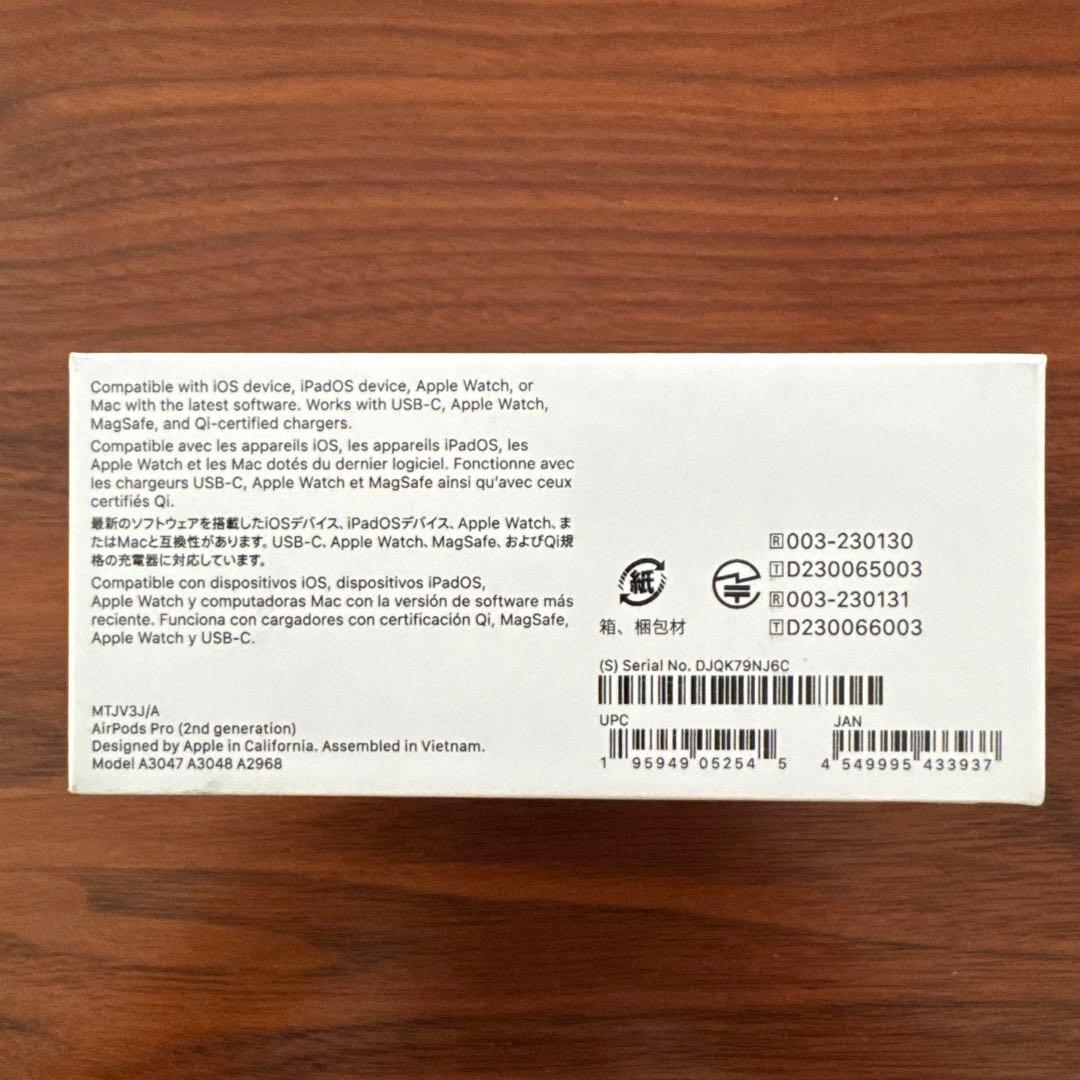 Compatible with iOS device, iPadOS device, Apple Watch, or
Mac with the latest software. Works with USB-C, Apple Watch,
MagSafe, and Qi-certified chargers.
Compatible avec les appareils iOS, les appareils iPadOS, les
Apple Watch et les Mac dotés du dernier logiciel. Fonctionne avec
les chargeurs USB-C, Apple Watch et MagSafe ainsi qu'avec ceux
certifiés Qi.
最新のソフトウェアを搭載したiOSデバイス、iPadOSデバイス、Apple Watch、ま
たはMacと互換性があります。USB-C、Apple Watch、MagSafe、およびQi規
格の充電器に対応しています。
Compatible con dispositivos iOS, dispositivos iPadOS,
Apple Watch y computadoras Mac con la versión de software más
reciente. Funciona con cargadores con certificación Qi, MagSafe,
Apple Watch y USB-C.
MTJV3J/A
AirPods Pro (2nd generation)
Designed by Apple in California. Assembled in Vietnam.
Model A3047 A3048 A2968
紙
箱、梱包材
R 003-230130
T D230065003
R 003-230131
T D230066003
(S) Serial No. DJQK79NJ6C
UPC
1 95949 05254 5
JAN
4 549995 433937